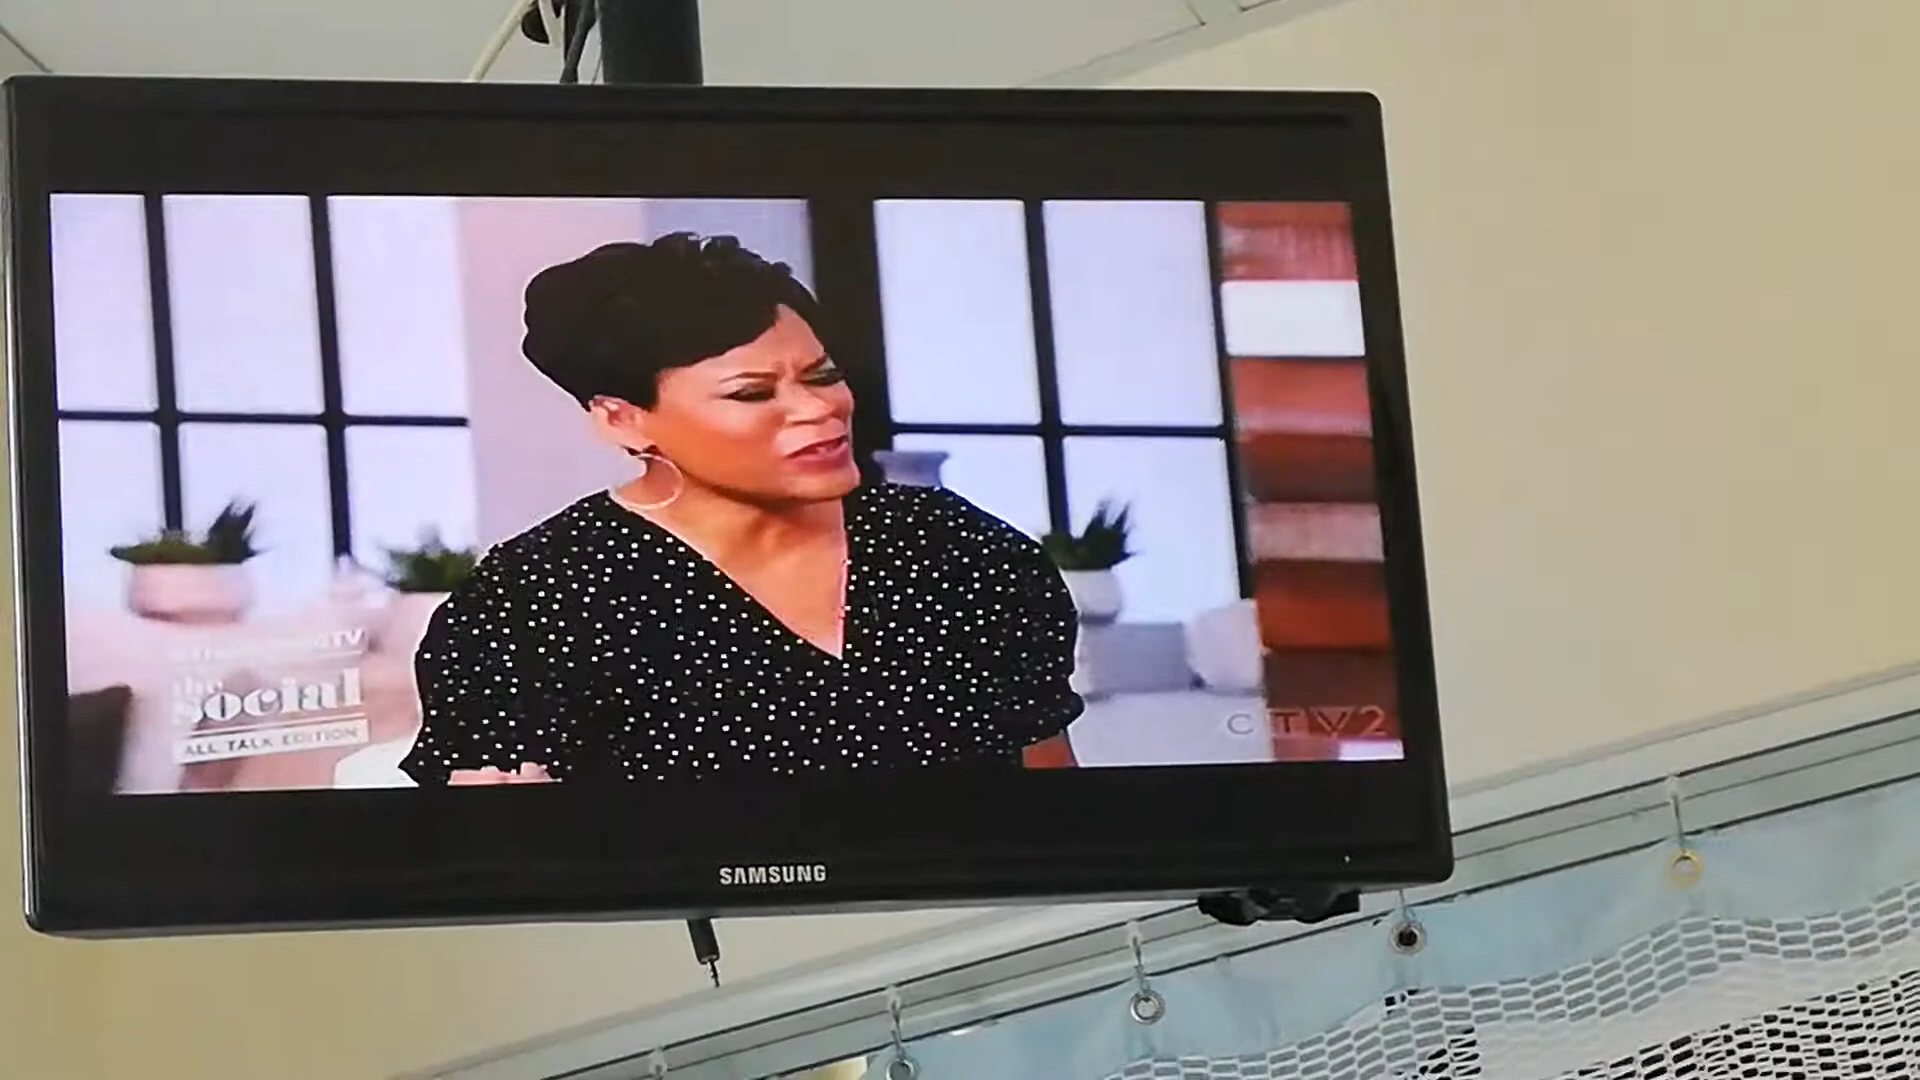 the
social
ALL TALK EDITION
CTV2
SAMSUNG